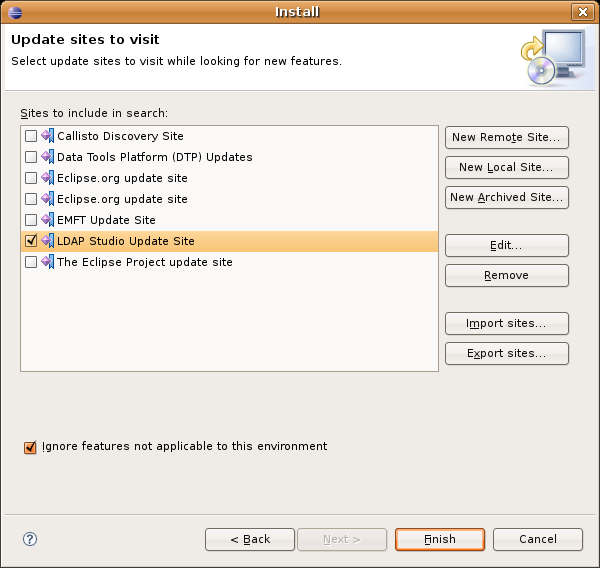 Install
Update sites to visit
Select update sites to visit while looking for new features.
Sites to include in search:
Callisto Discovery Site
Data Tools Platform (DTP) Updates
Eclipse.org update site
Eclipse.org update site
EMFT Update Site
LDAP Studio Update Site
The Eclipse Project update site
New Remote Site...
New Local Site...
New Archived Site...
Edit...
Remove
Import sites...
Export sites...
Ignore features not applicable to this environment
?
< Back
Next >
Finish
Cancel